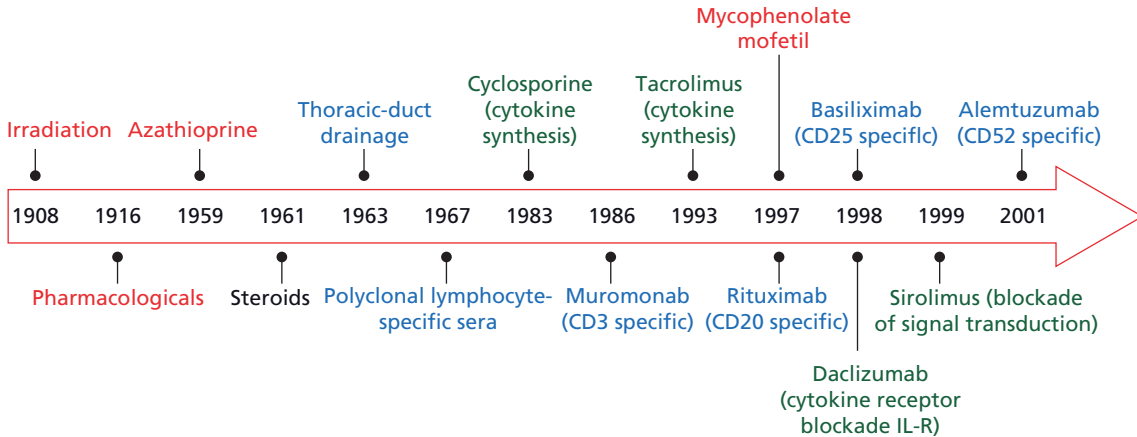 Mycophenolate
mofetil
Irradiation
Azathioprine
Thoracic-duct
drainage
Cyclosporine
(cytokine
synthesis)
Tacrolimus
(cytokine
synthesis)
Basiliximab
(CD25 specific)
Alemtuzumab
(CD52 specific)
1908 1916 1959 1961 1963 1967 1983 1986 1993 1997 1998 1999 2001
Pharmacologicals
Steroids
Polyclonal lymphocyte-
specific sera
Muromonab
(CD3 specific)
Rituximab
(CD20 specific)
Sirolimus (blockade
of signal transduction)
Daclizumab
(cytokine receptor
blockade IL-R)